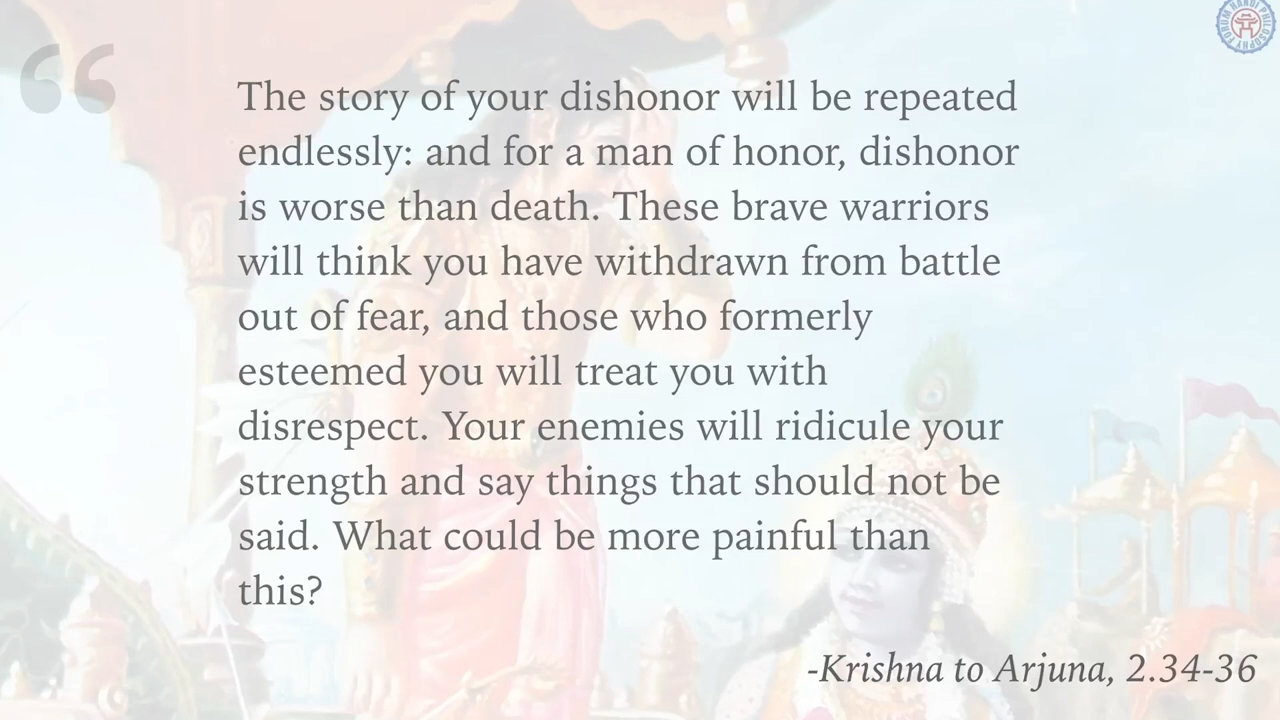 “
The story of your dishonor will be repeated
endlessly: and for a man of honor, dishonor
is worse than death. These brave warriors
will think you have withdrawn from battle
out of fear, and those who formerly
esteemed you will treat you with
disrespect. Your enemies will ridicule your
strength and say things that should not be
said. What could be more painful than
this?
-Krishna to Arjuna, 2.34-36
HANOI PHILOSOPHY FORUM